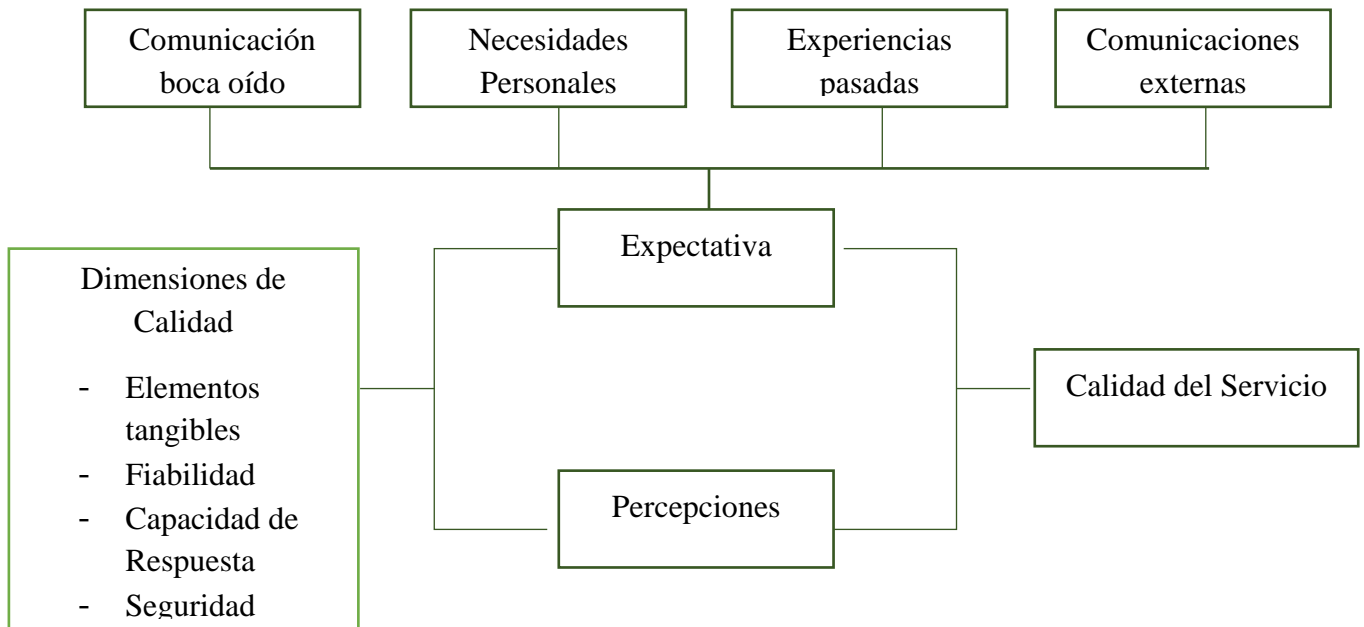 Comunicación
boca oído
Necesidades
Personales
Experiencias
pasadas
Comunicaciones
externas
Expectativa
Dimensiones de
Calidad
- Elementos
tangibles
- Fiabilidad
- Capacidad de
Respuesta
- Seguridad
Calidad del Servicio
Percepciones